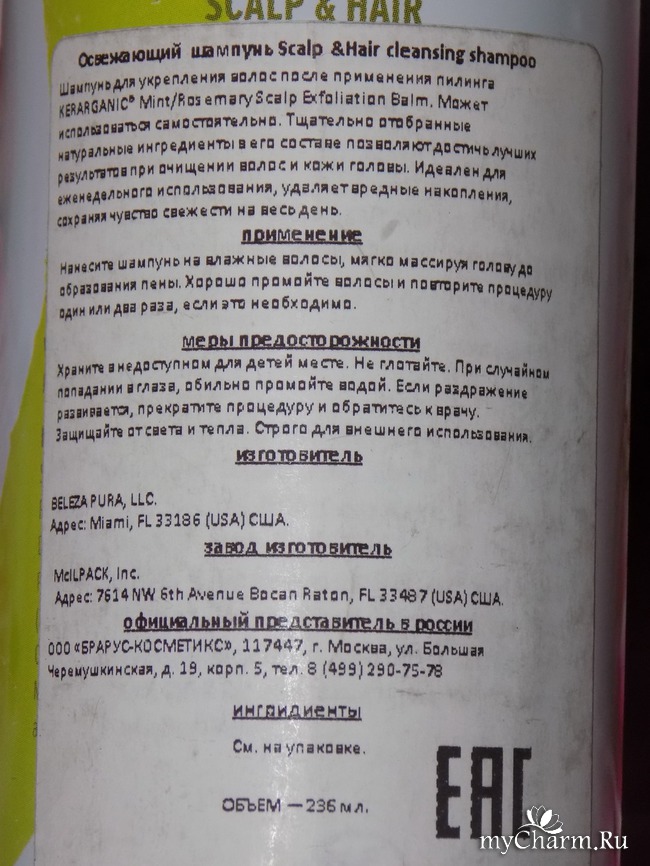 SCALP & HAIR
Освежающий шампунь Scalp &Hair cleansing shampoo
Шампунь для укрепления волос после применения пилинга
KERARGANIC® Mint/Rosemary Scalp Exfoliation Balm. Может
использоваться самостоятельно. Тщательно отобранные
натуральные ингредиенты в его составе позволяют достичь лучших
результатов при очищении волос и кожи головы. Идеален для
еженедельного использования, удаляет вредные накопления,
сохраняя чувство свежести на весь день.
применение
Нанесите шампунь на влажные волосы, мягко массируя голову до
образования пены. Хорошо промойте волосы и повторите процедуру
один или два раза, если это необходимо.
меры предосторожности
Храните в недоступном для детей месте. Не глотайте. При случайном
попадании в глаза, обильно промойте водой. Если раздражение
развивается, прекратите процедуру и обратитесь к врачу.
Защищайте от света и тепла. Строго для внешнего использования.
изготовитель
BELEZA PURA, LLC.
Адрес: Miami, FL 33186 (USA) США.
завод изготовитель
McILPACK, Inc.
Адрес: 7614 NW 6th Avenue Bocan Raton, FL 33487 (USA) США.
официальный представитель в россии
ООО «БРАРУС-КОСМЕТИКС», 117447, г. Москва, ул. Большая
Черемушкинская, д. 19, корп. 5, тел. 8 (499) 290-75-78
ингридиенты
См. на упаковке.
ОБЪЕМ — 236 мл.
EAC
myCharm.Ru